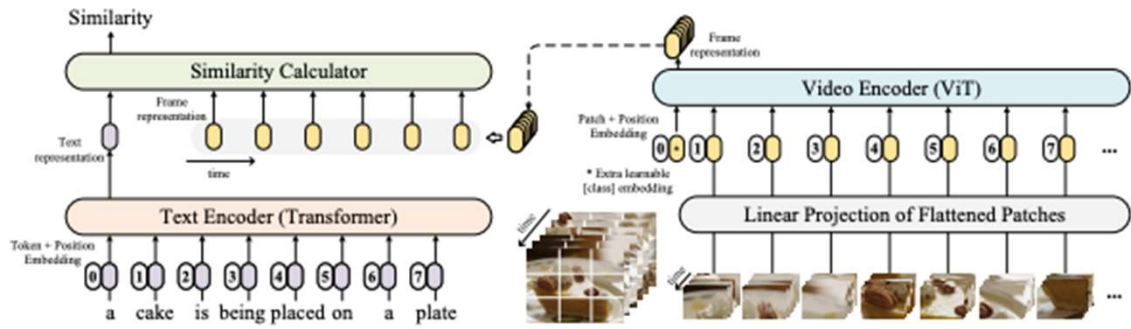 Similarity
Similarity Calculator
Frame
representation
Text
representation
time
Text Encoder (Transformer)
Token + Position
Embedding
0 1 2 3 4 5 6 7
a cake is being placed on a plate
Frame
representation
Video Encoder (ViT)
Patch + Position
Embedding
0 * 1 2 3 4 5 6 7 ...
* Extra learnable
[class] embedding
Linear Projection of Flattened Patches
time
time
...